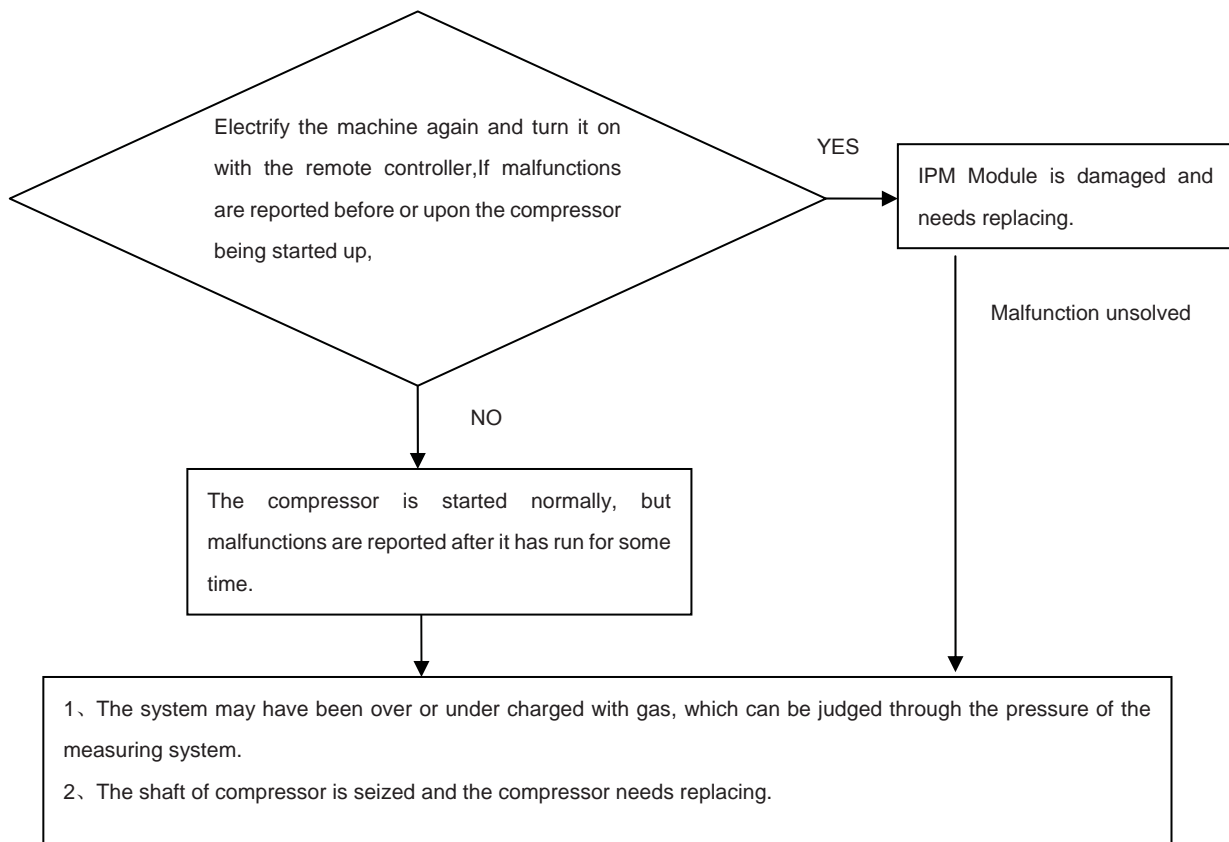 Electrify the machine again and turn it on
with the remote controller,If malfunctions
are reported before or upon the compressor
being started up,
YES
IPM Module is damaged and
needs replacing.
Malfunction unsolved
NO
The compressor is started normally, but
malfunctions are reported after it has run for some
time.
1、The system may have been over or under charged with gas, which can be judged through the pressure of the
measuring system.
2、The shaft of compressor is seized and the compressor needs replacing.